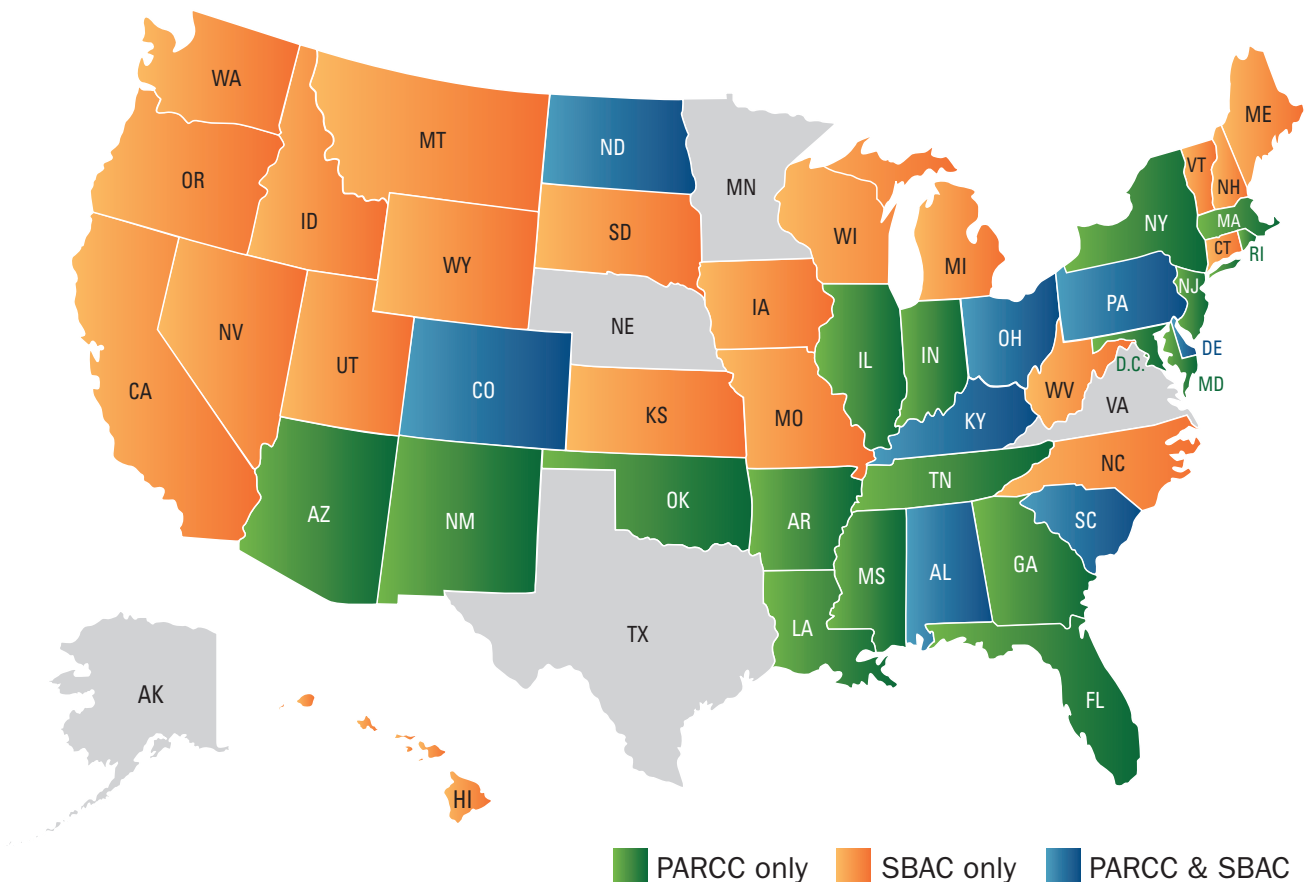 WA
ME
MT
ND
VT
OR
MN
NH
NY
MA
ID
SD
WI
CT
RI
WY
MI
PA
NJ
IA
NE
NV
OH
DE
UT
IL
IN
D.C.
MD
CA
CO
WV
VA
KS
MO
KY
NC
TN
OK
AZ
NM
AR
SC
GA
MS
AL
LA
TX
AK
FL
HI
PARCC only SBAC only PARCC & SBAC